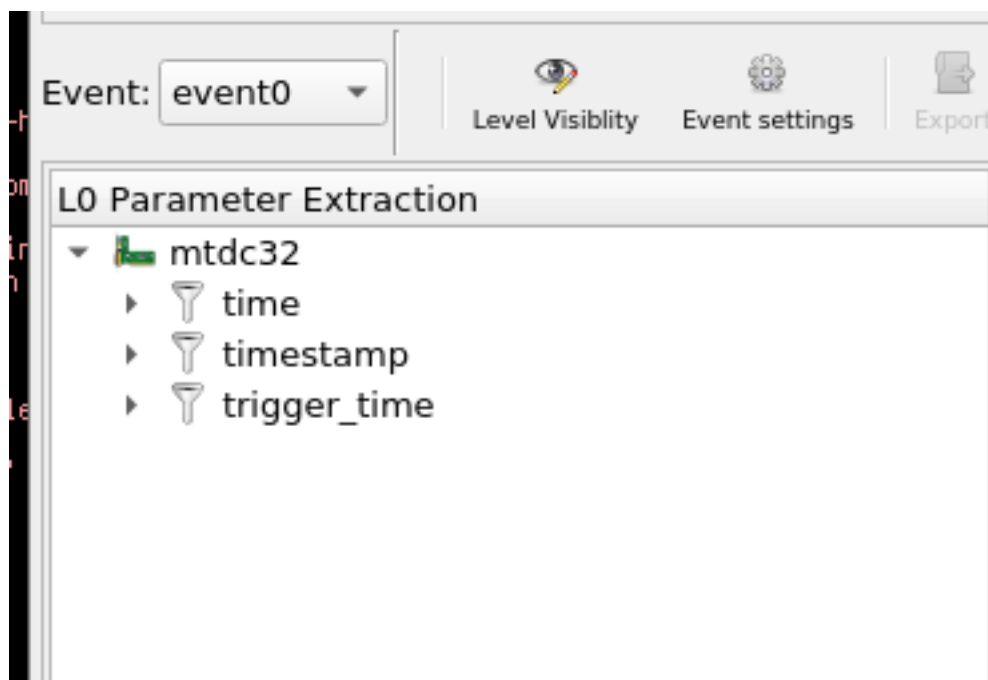 Event: event0
Level Visiblity
Event settings
Export
L0 Parameter Extraction
mtdc32
time
timestamp
trigger_time